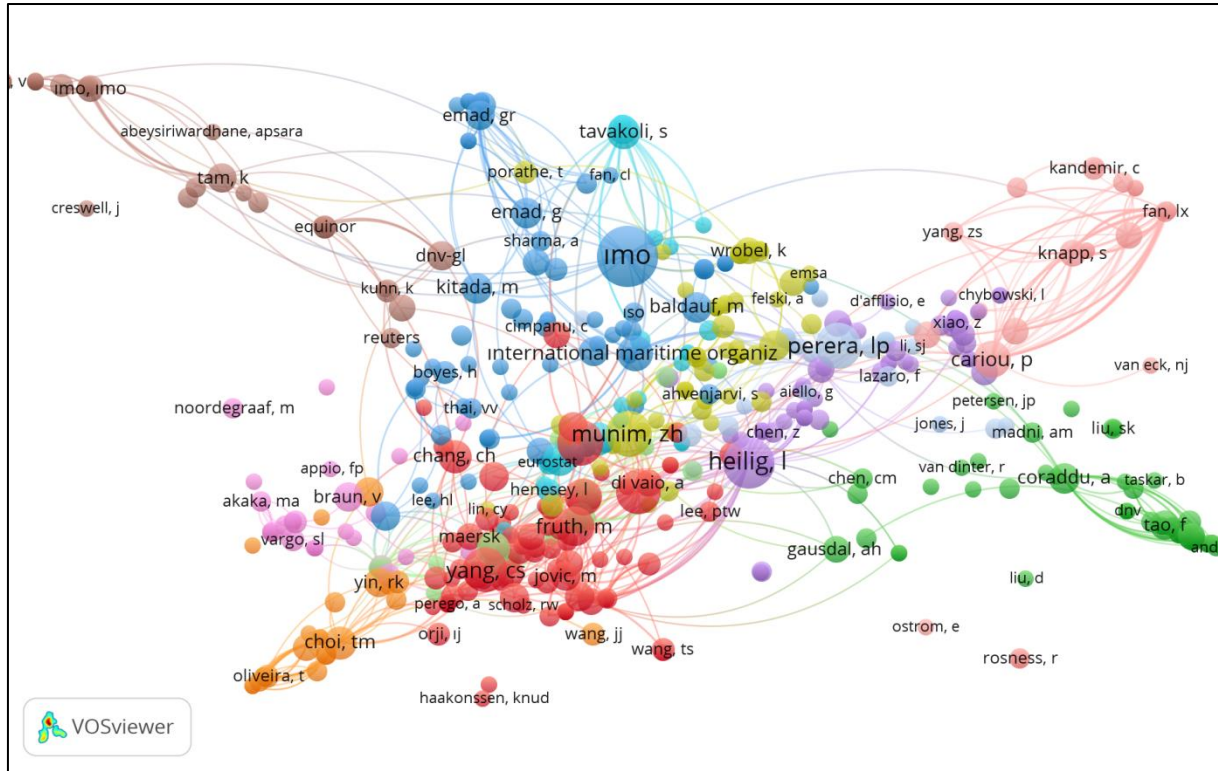 v
ımo, ımo
emad, gr
tavakoli, s
abeysiriwardhane, apsara
porathe, t
fan, cl
kandemir, c
tam, k
creswell, j
emad, g
fan, lx
equinor
sharma, a
yang, zs
wrobel, k
knapp, s
dnv-gl
ımo
emsa
kuhn, k
kitada, m
baldauf, m
felski, a
d'afflisio, e
chybowski, l
ıso
reuters
cimpanu, c
xiao, z
international maritime organiz
perera, lp
li, sj
cariou, p
boyes, h
ahvenjarvi, s
aiello, g
lazaro, f
van eck, nj
noordegraaf, m
thai, vv
petersen, jp
jones, j
madni, am
liu, sk
munim, zh
chen, z
chang, ch
eurostat
heilig, l
appio, fp
van dinter, r
chen, cm
coraddu, a
taskar, b
akaka, ma
braun, v
lee, hl
henesey, l
di vaio, a
lin, cy
lee, ptw
dnv
vargo, sl
maersk
fruth, m
tao, f
gausdal, ah
and
yang, cs
yin, rk
jovic, m
liu, d
perego, a
scholz, rw
choi, tm
orji, ıj
wang, jj
wang, ts
ostrom, e
rosness, r
oliveira, t
haakonssen, knud
VOSviewer